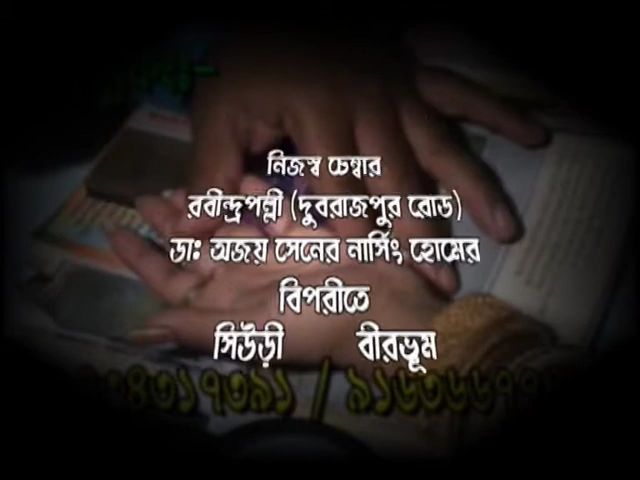 নিজস্ব চেম্বার
রবীন্দ্রপল্লী (দুবরাজপুর রোড)
ডাঃ অজয় সেনের নার্সিং হোমের
বিপরীতে
সিউড়ী বীরভূম